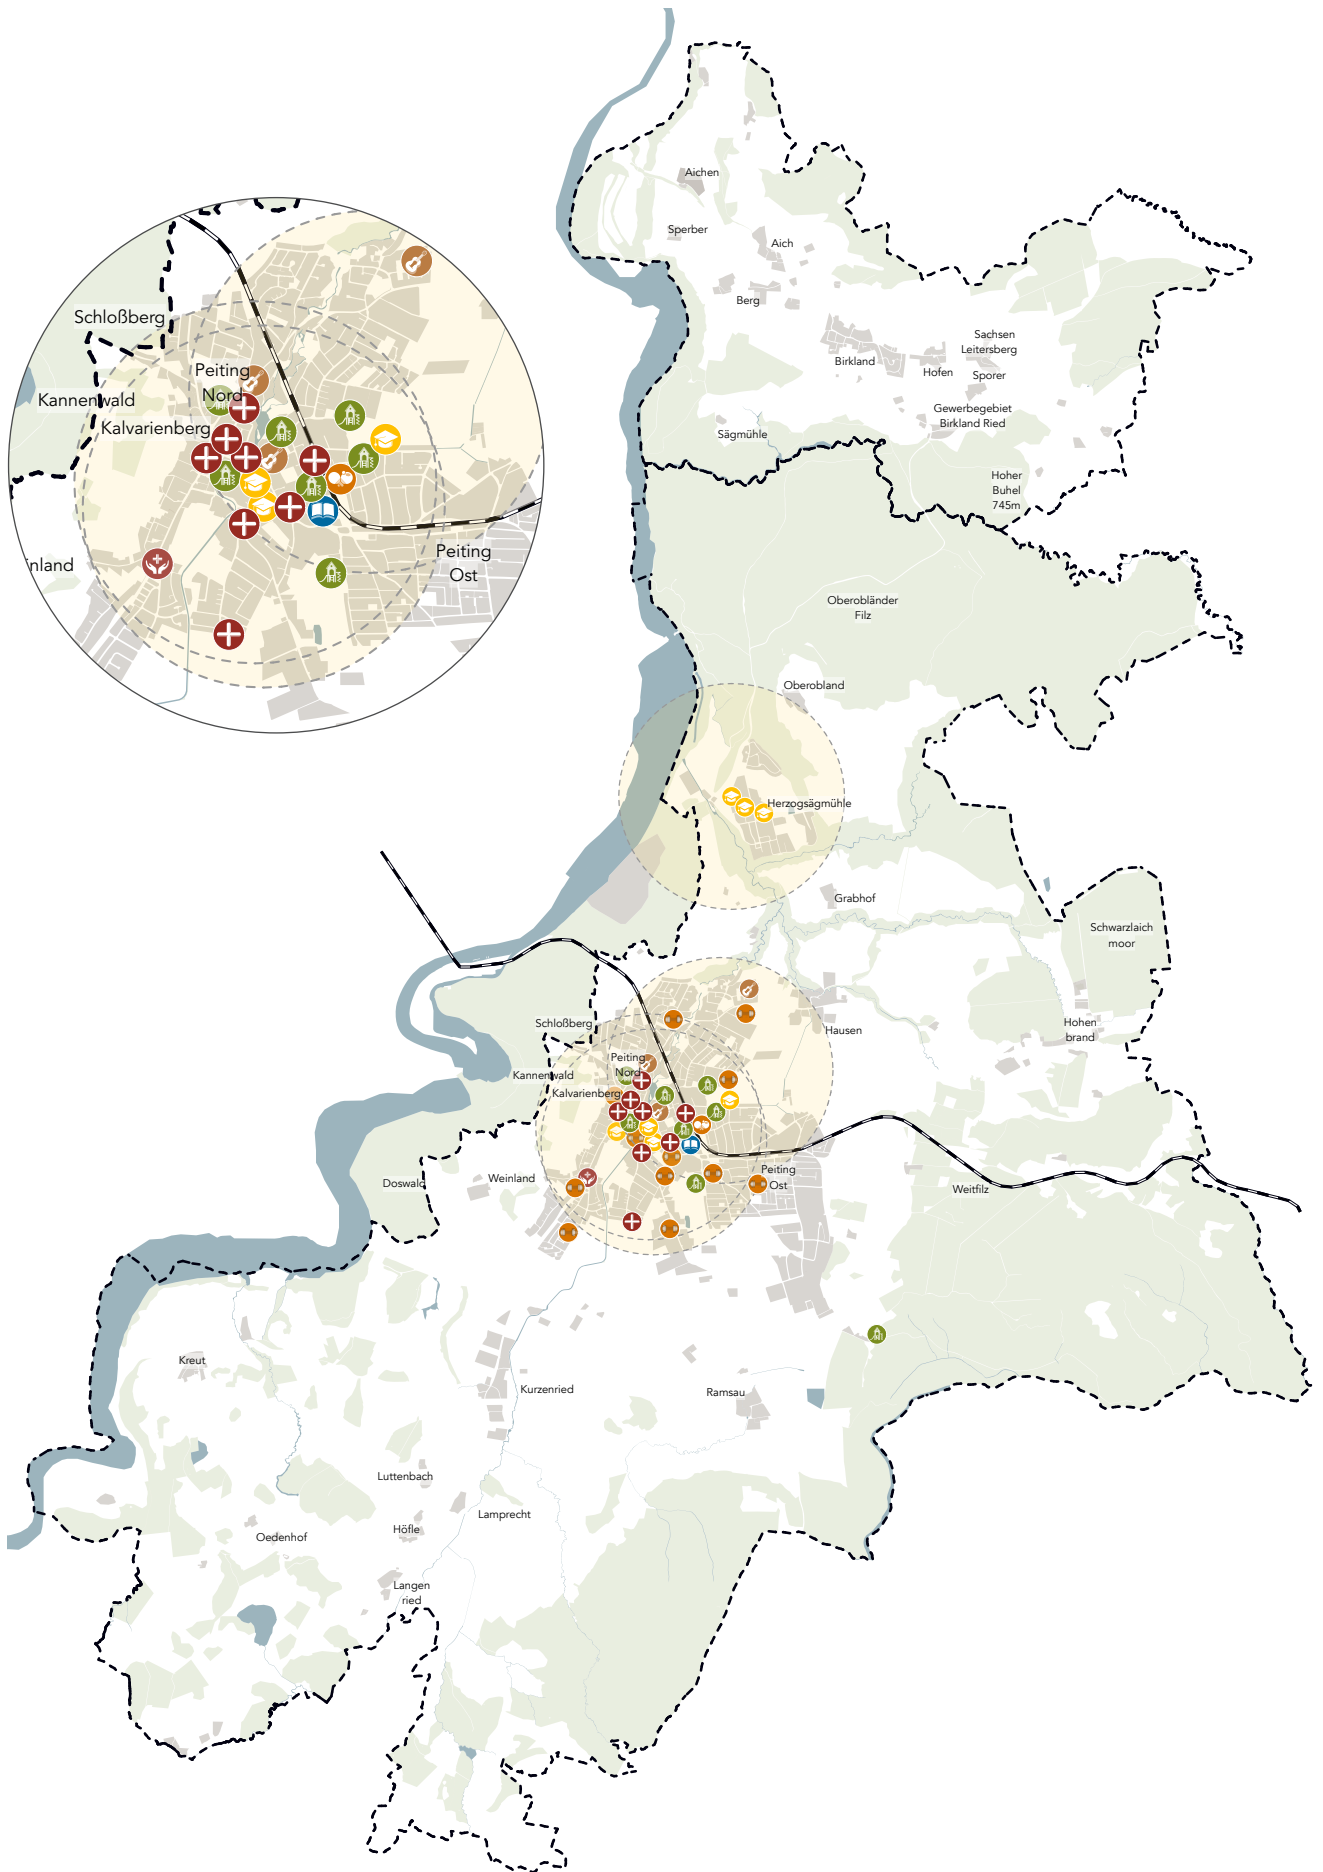 Aichen
Sperber
Aich
Berg
Sachsen
Leitersberg
Birkland
Hofen
Sporer
Gewerbegebiet
Birkland Ried
Sägmühle
Hoher
Buhel
745m
Schloßberg
Peiting
Nord
Kannenwald
Kalvarienberg
Peiting
Ost
nland
Oberobländer
Filz
Oberobland
Herzogsägmühle
Grabhof
Schwarzlaich
moor
Hohen
brand
Hausen
Schloßberg
Peiting
Nord
Kannenwald
Kalvarienberg
Peiting
Ost
Weinland
Doswald
Weitfilz
Kreut
Kurzenried
Ramsau
Luttenbach
Lamprecht
Höfle
Oedenhof
Langen
ried